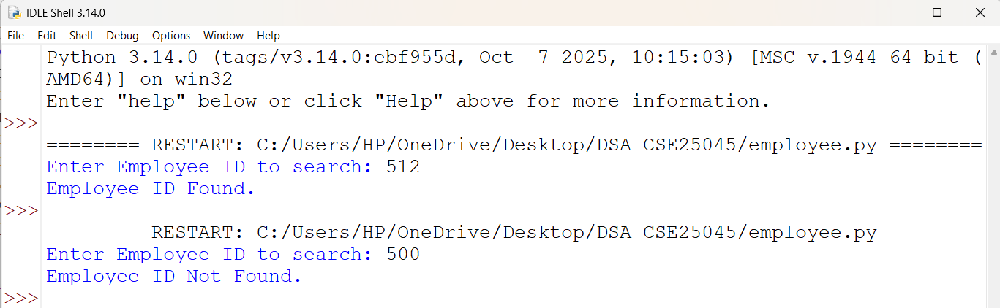 IDLE Shell 3.14.0
File Edit Shell Debug Options Window Help
Python 3.14.0 (tags/v3.14.0:ebf955d, Oct  7 2025, 10:15:03) [MSC v.1944 64 bit (
AMD64)] on win32
Enter "help" below or click "Help" above for more information.
>>>
======== RESTART: C:/Users/HP/OneDrive/Desktop/DSA CSE25045/employee.py ========
Enter Employee ID to search: 512
Employee ID Found.
>>>
======== RESTART: C:/Users/HP/OneDrive/Desktop/DSA CSE25045/employee.py ========
Enter Employee ID to search: 500
Employee ID Not Found.
>>>